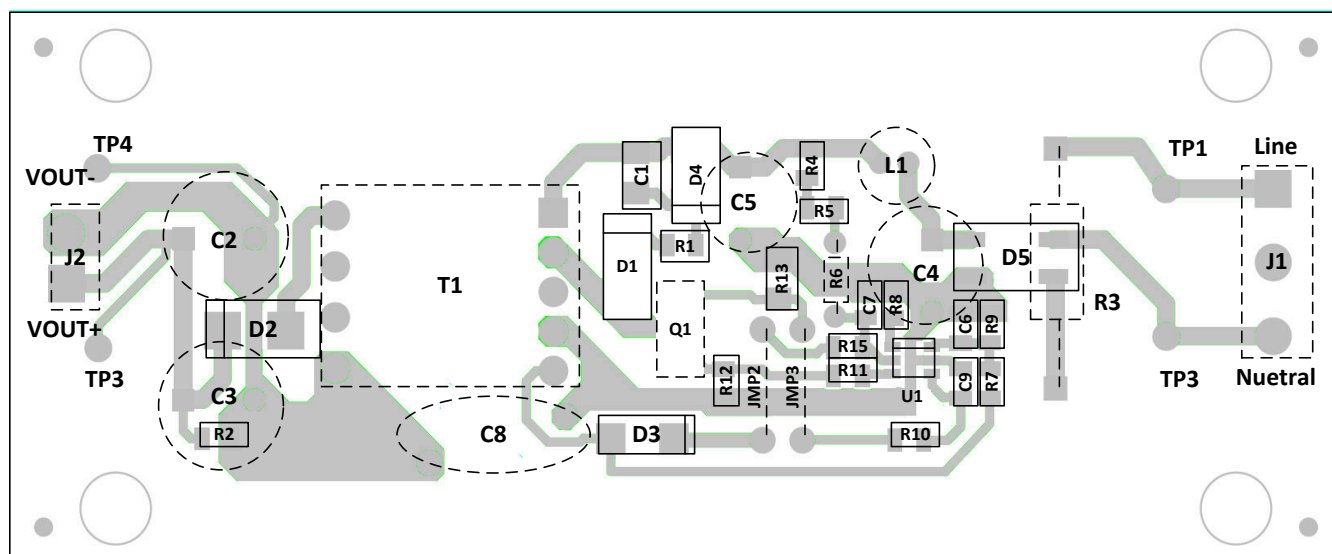 TP4
VOUT-
J2
VOUT+
TP3
C2
D2
C3
R2
T1
C8
C1
D4
R1
D1
Q1
C5
R4
R5
L1
R13
R6
C4
C7
R8
D5
R3
C6
R9
R15
R11
R12
JMP2
JMP3
U1
C9
R7
D3
R10
TP1
Line
J1
TP3
Nuetral